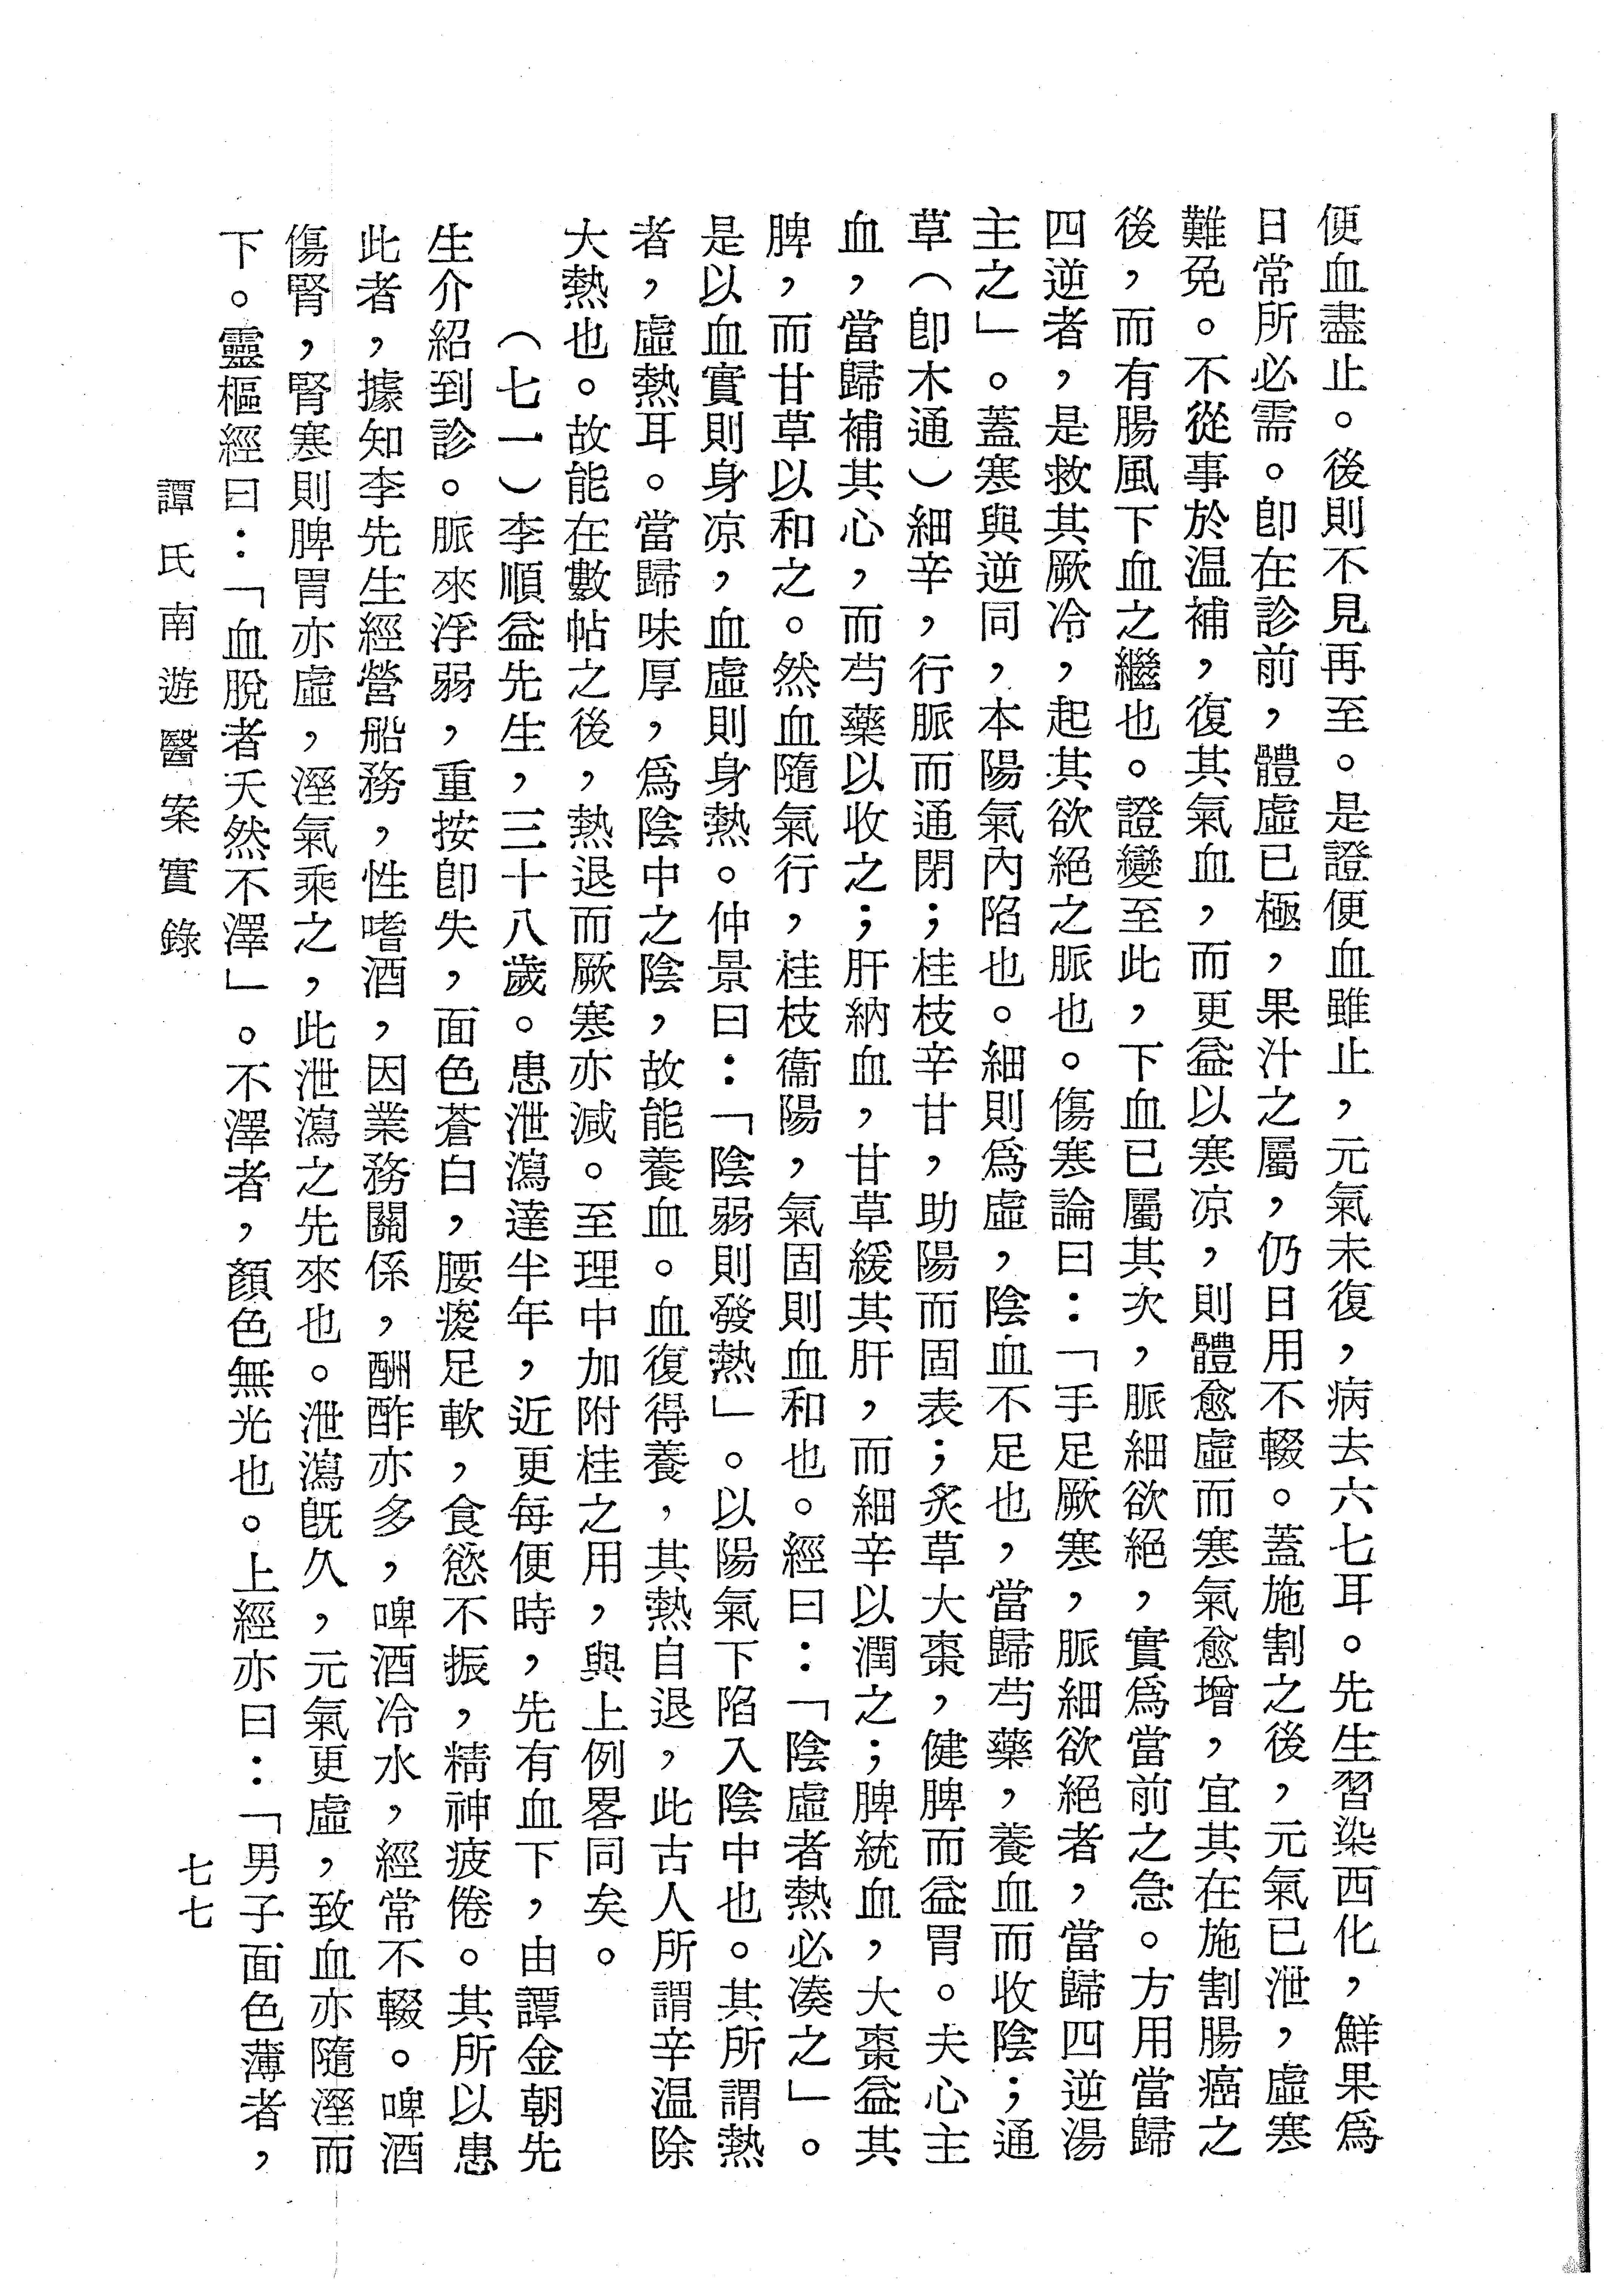 便血盡止。後則不見再至。是證便血雖止，元氣未復，病去六七耳。先生習染西化，鮮果爲
日常所必需。卽在診前，體虛已極，果汁之屬，仍日用不輟。蓋施割之後，元氣已泄，虛寒
難免。不從事於温補，復其氣血，而更益以寒凉，則體愈虛而寒氣愈增，宜其在施割腸癌之
後，而有腸風下血之繼也。證變至此，下血已屬其次，脈細欲絕，實爲當前之急。方用當歸
四逆者，是救其厥冷，起其欲絕之脈也。傷寒論曰：「手足厥寒，脈細欲絕者，當歸四逆湯
主之」。蓋寒與逆同，本陽氣內陷也。細則爲虛，陰血不足也，當歸芍藥，養血而收陰；通
草（卽木通）細辛，行脈而通閉；桂枝辛甘，助陽而固表；炙草大棗，健脾而益胃。夫心主
血，當歸補其心，而芍藥以收之；肝納血，甘草緩其肝，而細辛以潤之；脾統血，大棗益其
脾，而甘草以和之。然血隨氣行，桂枝衞陽，氣固則血和也。經曰：「陰虛者熱必凑之」。
是以血實則身凉，血虛則身熱。仲景曰：「陰弱則發熱」。以陽氣下陷入陰中也。其所謂熱
者，虛熱耳。當歸味厚，爲陰中之陰，故能養血。血復得養，其熱自退，此古人所謂辛温除
大熱也。故能在數帖之後，熱退而厥寒亦減。至理中加附桂之用，與上例畧同矣。
（七一）李順益先生，三十八歲。患泄瀉達半年，近更每便時，先有血下，由譚金朝先
生介紹到診。脈來浮弱，重按卽失，面色蒼白，腰痠足軟，食慾不振，精神疲倦。其所以患
此者，據知李先生經營船務，性嗜酒，因業務關係，酬酢亦多，啤酒冷水，經常不輟。啤酒
傷腎，腎寒則脾胃亦虛，溼氣乘之，此泄瀉之先來也。泄瀉旣久，元氣更虛，致血亦隨溼而
下。靈樞經曰：「血脫者天然不澤」。不澤者，顏色無光也。上經亦曰：「男子面色薄者，
譚氏南遊醫案實錄
七七